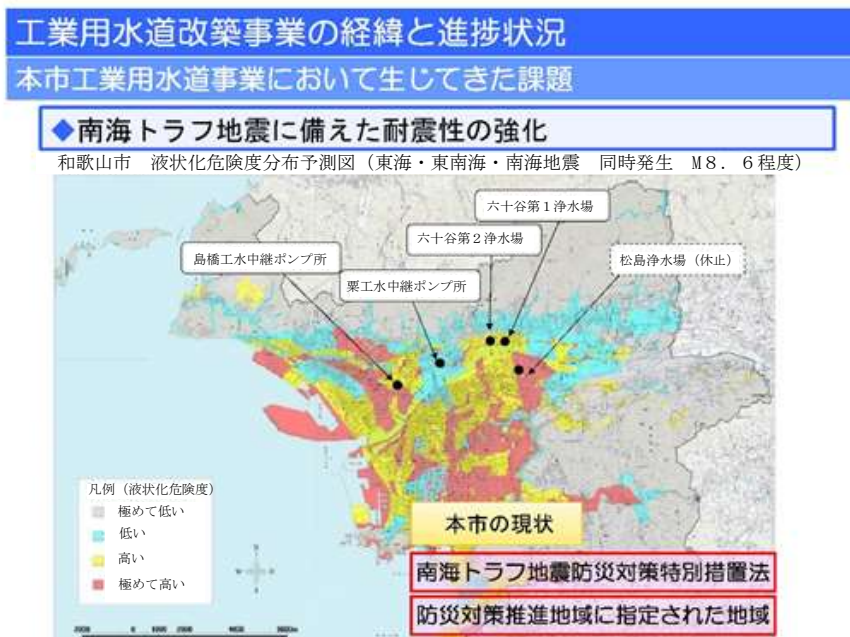 工業用水道改築事業の経緯と進捗状況
本市工業用水道事業において生じてきた課題
◆南海トラフ地震に備えた耐震性の強化
和歌山市　液状化危険度分布予測図（東海・東南海・南海地震　同時発生　M８．６程度）
六十谷第１浄水場
六十谷第２浄水場
島橋工水中継ポンプ所
松島浄水場（休止）
粟工水中継ポンプ所
凡例（液状化危険度）
極めて低い
低い
高い
極めて高い
本市の現状
南海トラフ地震防災対策特別措置法
防災対策推進地域に指定された地域